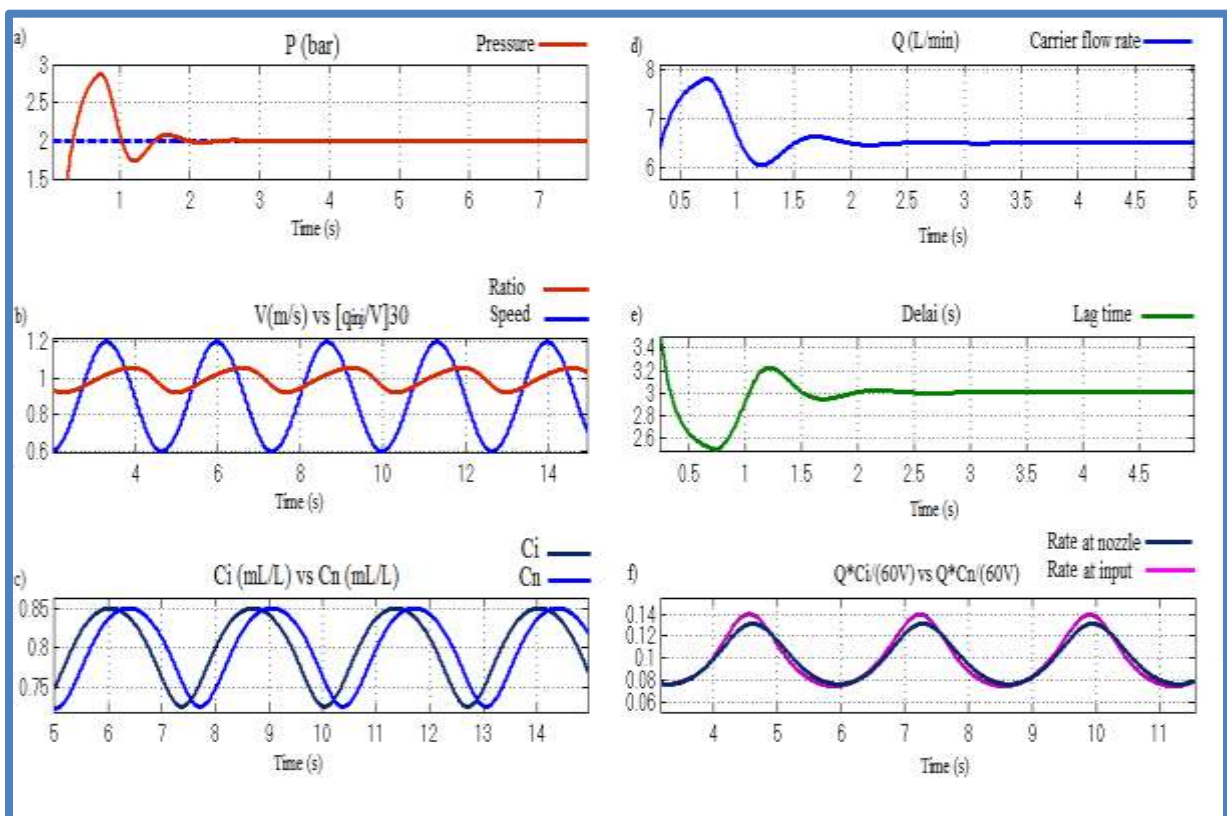 a)
P (bar)
Pressure
3
2.5
2
1.5
1 2 3 4 5 6 7
Time (s)
b)
Ratio
Speed
V(m/s) vs [qinj/V]30
1.2
1
0.8
0.6
4 6 8 10 12 14
Time (s)
c)
Ci
Cn
Ci (mL/L) vs Cn (mL/L)
0.85
0.8
0.75
5 6 7 8 9 10 11 12 13 14
Time (s)
d)
Q (L/min)
Carrier flow rate
8
7
6
0.5 1 1.5 2 2.5 3 3.5 4 4.5 5
Time (s)
e)
Delai (s)
Lag time
3.4
3.2
3
2.8
2.6
0.5 1 1.5 2 2.5 3 3.5 4 4.5
Time (s)
Rate at nozzle
Rate at input
f)
Q*Ci/(60V) vs Q*Cn/(60V)
0.14
0.12
0.1
0.08
0.06
4 5 6 7 8 9 10 11
Time (s)